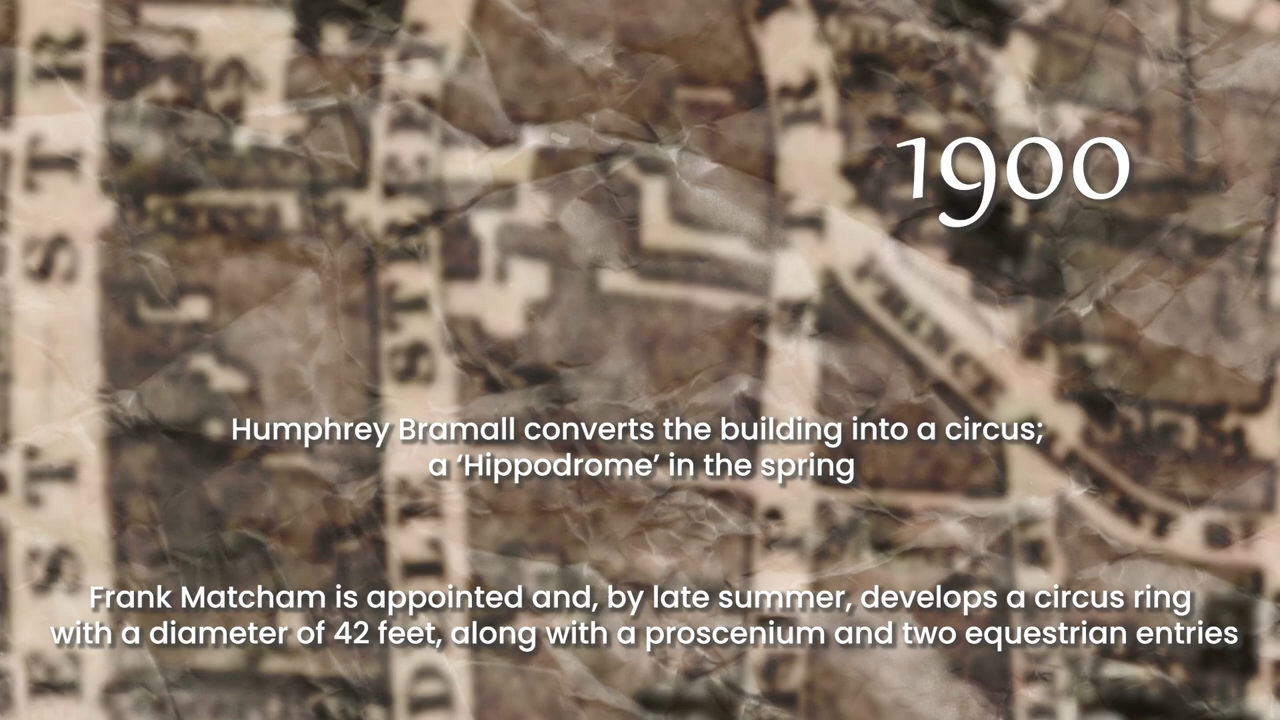 1900
Humphrey Bramall converts the building into a circus;
a ‘Hippodrome’ in the spring
Frank Matcham is appointed and, by late summer, develops a circus ring
with a diameter of 42 feet, along with a proscenium and two equestrian entries